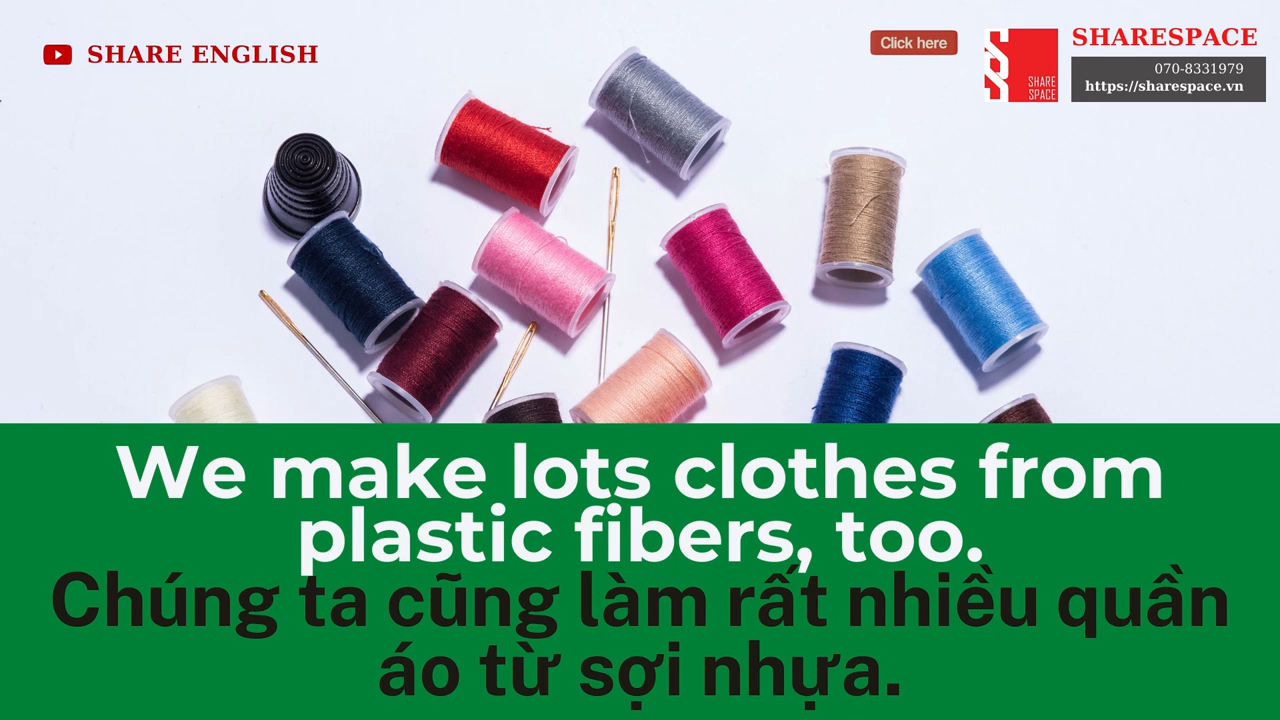 SHARE ENGLISH
Click here
SHARE
SPACE
SHARESPACE
070-8331979
https://sharespace.vn
We make lots clothes from
plastic fibers, too.
Chúng ta cũng làm rất nhiều quần
áo từ sợi nhựa.